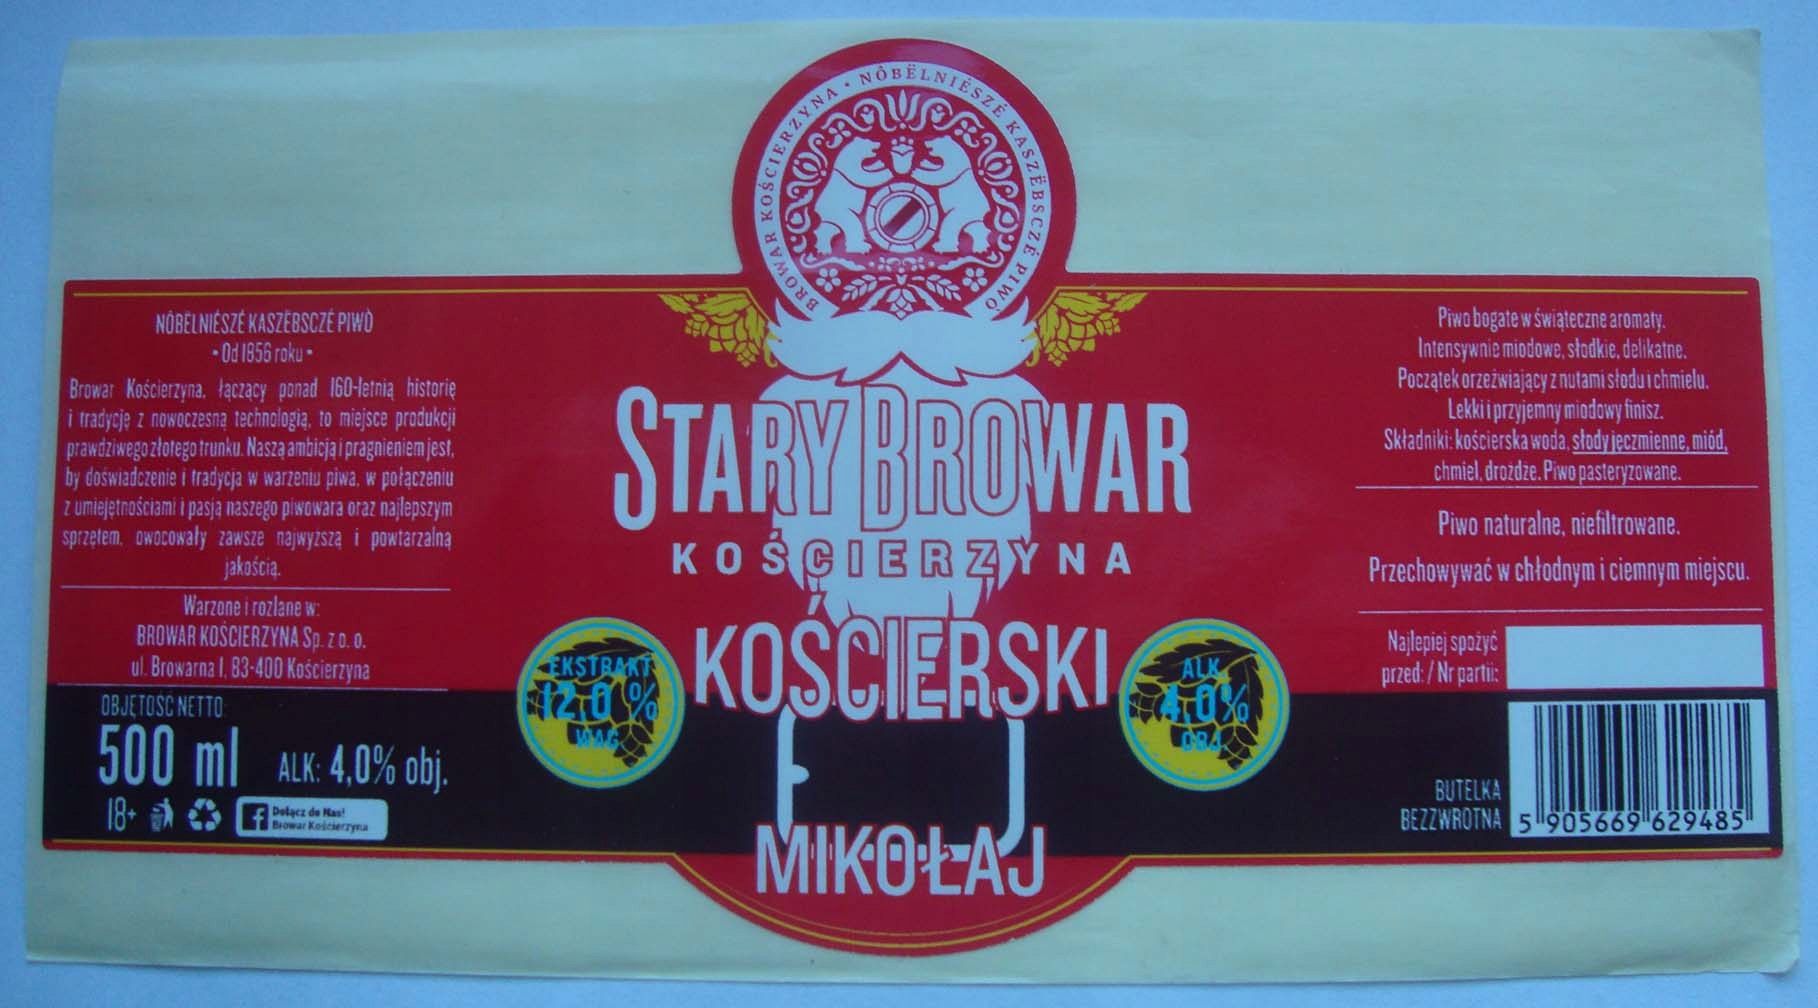 BROWAR KOŚCIERZYNA • NÔBËLNIÉSZÉ KASZËBSCZÉ PIWÒ
NÔBËLNIÉSZÉ KASZËBSCZÉ PIWÒ
• Od 1856 roku •
Browar Kościerzyna, łączący ponad 160-letnią historię
i tradycję z nowoczesną technologią, to miejsce produkcji
prawdziwego złotego trunku. Naszą ambicją i pragnieniem jest,
by doświadczenie i tradycja w warzeniu piwa, w połączeniu
z umiejętnościami i pasją naszego piwowara oraz najlepszym
sprzętem, owocowały zawsze najwyższą i powtarzalną
jakością.
Warzone i rozlane w:
BROWAR KOŚCIERZYNA Sp. z o. o.
ul. Browarna 1, 83-400 Kościerzyna
OBJĘTOŚĆ NETTO:
500 ml ALK: 4,0% obj.
18+
Dołącz do Nas!
Browar Kościerzyna
STARY BROWAR
KOŚCIERZYNA
KOŚCIERSKI
MIKOŁAJ
EKSTRAKT
12,0 %
WAG.
ALK.
4,0%
OBJ.
Piwo bogate w świąteczne aromaty.
Intensywnie miodowe, słodkie, delikatne.
Początek orzeźwiający z nutami słodu i chmielu.
Lekki i przyjemny miodowy finisz.
Składniki: kościerska woda, słody jęczmienne, miód,
chmiel, drożdże. Piwo pasteryzowane.
Piwo naturalne, niefiltrowane.
Przechowywać w chłodnym i ciemnym miejscu.
Najlepiej spożyć
przed: / Nr partii:
BUTELKA
BEZZWROTNA
5 905669 629485